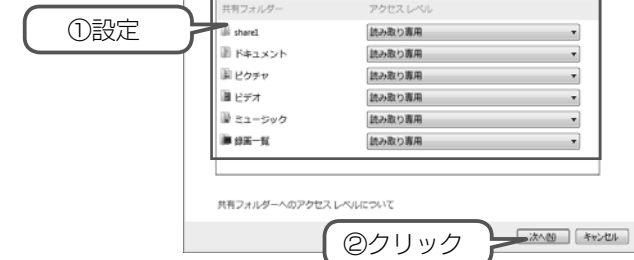 共有フォルダー アクセス レベル
①設定
share1 読み取り専用
ドキュメント 読み取り専用
ピクチャ 読み取り専用
ビデオ 読み取り専用
ミュージック 読み取り専用
録画一覧 読み取り専用
共有フォルダーへのアクセス レベルについて
②クリック
次へ(N) キャンセル